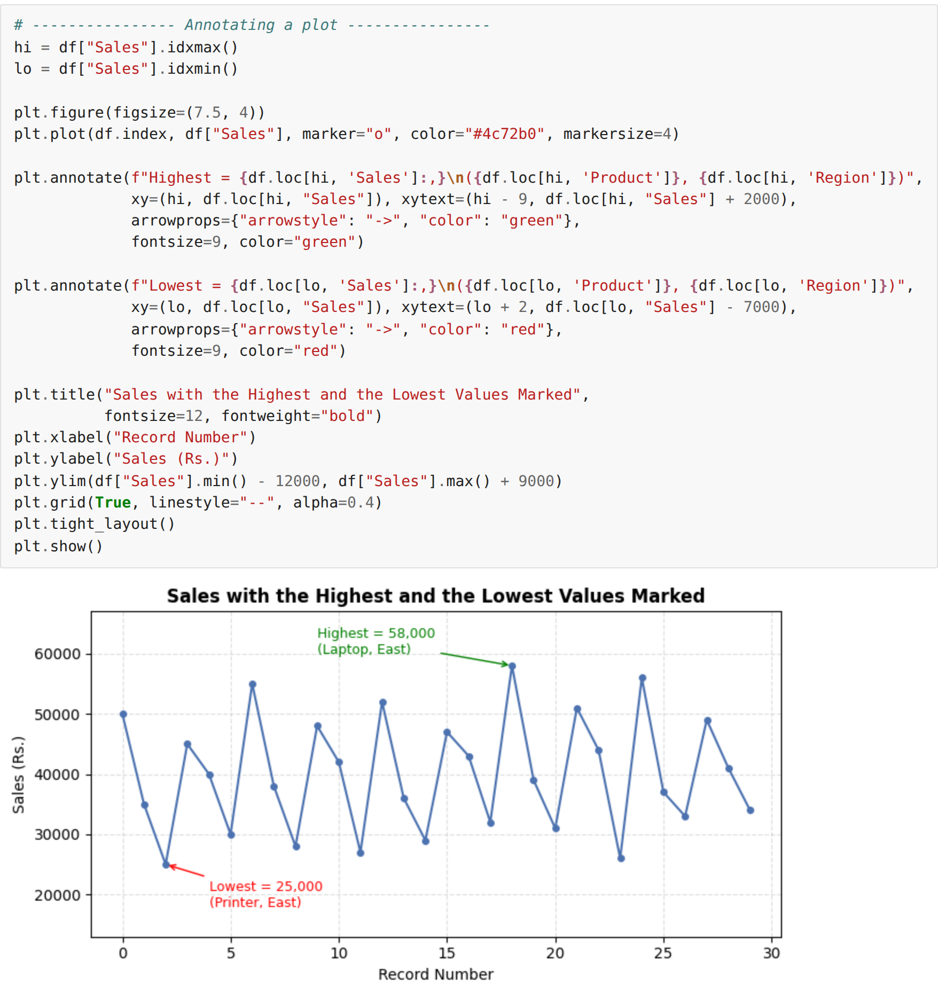 # ---------------- Annotating a plot ----------------
hi = df["Sales"].idxmax()
lo = df["Sales"].idxmin()
plt.figure(figsize=(7.5, 4))
plt.plot(df.index, df["Sales"], marker="o", color="#4c72b0", markersize=4)
plt.annotate(f"Highest = {df.loc[hi, 'Sales']:,}\n({df.loc[hi, 'Product']}, {df.loc[hi, 'Region']})",
             xy=(hi, df.loc[hi, "Sales"]), xytext=(hi - 9, df.loc[hi, "Sales"] + 2000),
             arrowprops={"arrowstyle": "->", "color": "green"},
             fontsize=9, color="green")
plt.annotate(f"Lowest = {df.loc[lo, 'Sales']:,}\n({df.loc[lo, 'Product']}, {df.loc[lo, 'Region']})",
             xy=(lo, df.loc[lo, "Sales"]), xytext=(lo + 2, df.loc[lo, "Sales"] - 7000),
             arrowprops={"arrowstyle": "->", "color": "red"},
             fontsize=9, color="red")
plt.title("Sales with the Highest and the Lowest Values Marked",
          fontsize=12, fontweight="bold")
plt.xlabel("Record Number")
plt.ylabel("Sales (Rs.)")
plt.ylim(df["Sales"].min() - 12000, df["Sales"].max() + 9000)
plt.grid(True, linestyle="--", alpha=0.4)
plt.tight_layout()
plt.show()
Sales with the Highest and the Lowest Values Marked
Highest = 58,000
(Laptop, East)
60000
50000
40000
30000
20000
Sales (Rs.)
Lowest = 25,000
(Printer, East)
0 5 10 15 20 25 30
Record Number